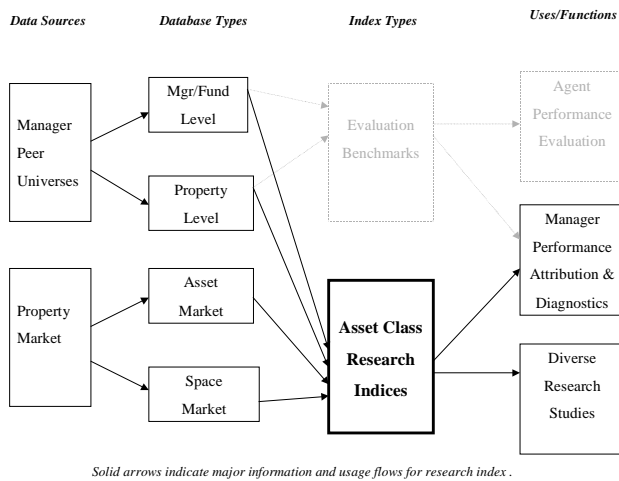 Data Sources
Database Types
Index Types
Uses/Functions
Manager
Peer
Universes
Mgr/Fund
Level
Property
Level
Evaluation
Benchmarks
Agent
Performance
Evaluation
Manager
Performance
Attribution &
Diagnostics
Property
Market
Asset
Market
Space
Market
Asset Class
Research
Indices
Diverse
Research
Studies
Solid arrows indicate major information and usage flows for research index .